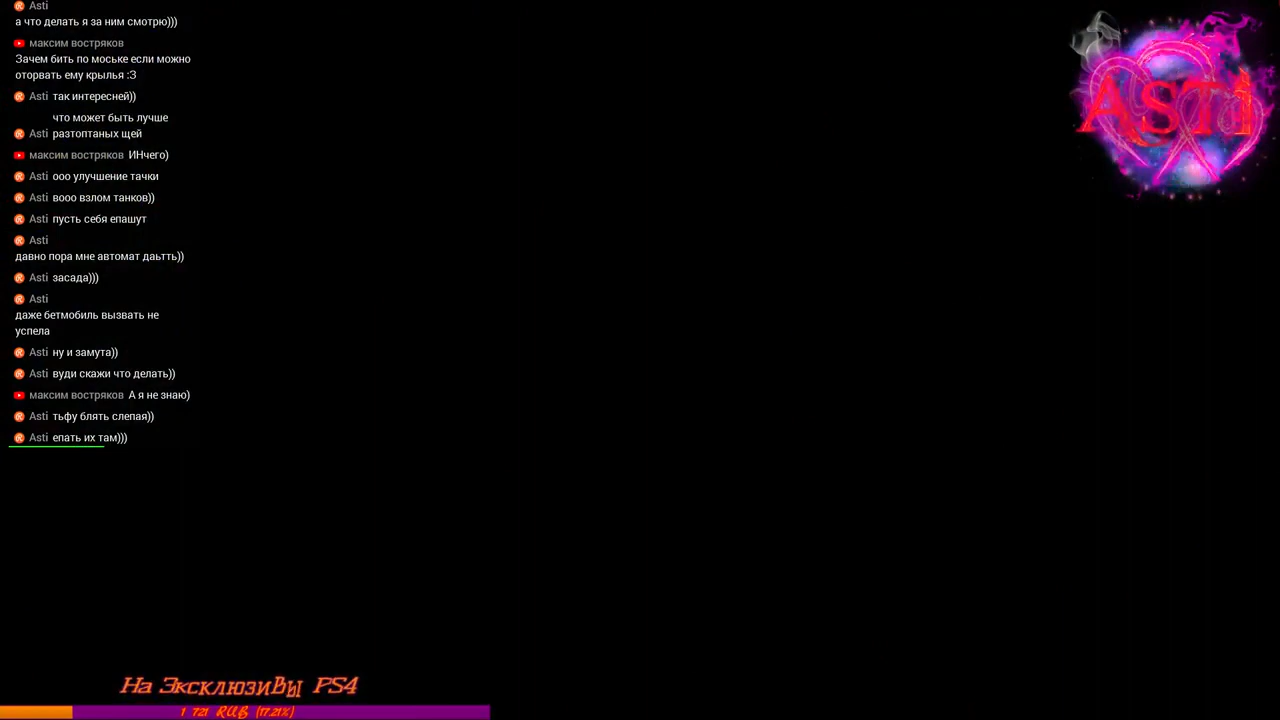 Asti
а что делать я за ним смотрю)))
максим востряков
Зачем бить по моське если можно
оторвать ему крылья :3
Asti так интересней))
что может быть лучше
Asti разтоптаных щей
максим востряков ИНчего)
Asti ооо улучшение тачки
Asti вооо взлом танков))
Asti пусть себя епашут
Asti
давно пора мне автомат даьтть))
Asti засада)))
Asti
даже бетмобиль вызвать не
успела
Asti ну и замута))
Asti вуди скажи что делать))
максим востряков А я не знаю)
Asti тьфу блять слепая))
Asti епать их там)))
ASTI
На Эксклюзивы PS4
1 721 RUB (17.21%)